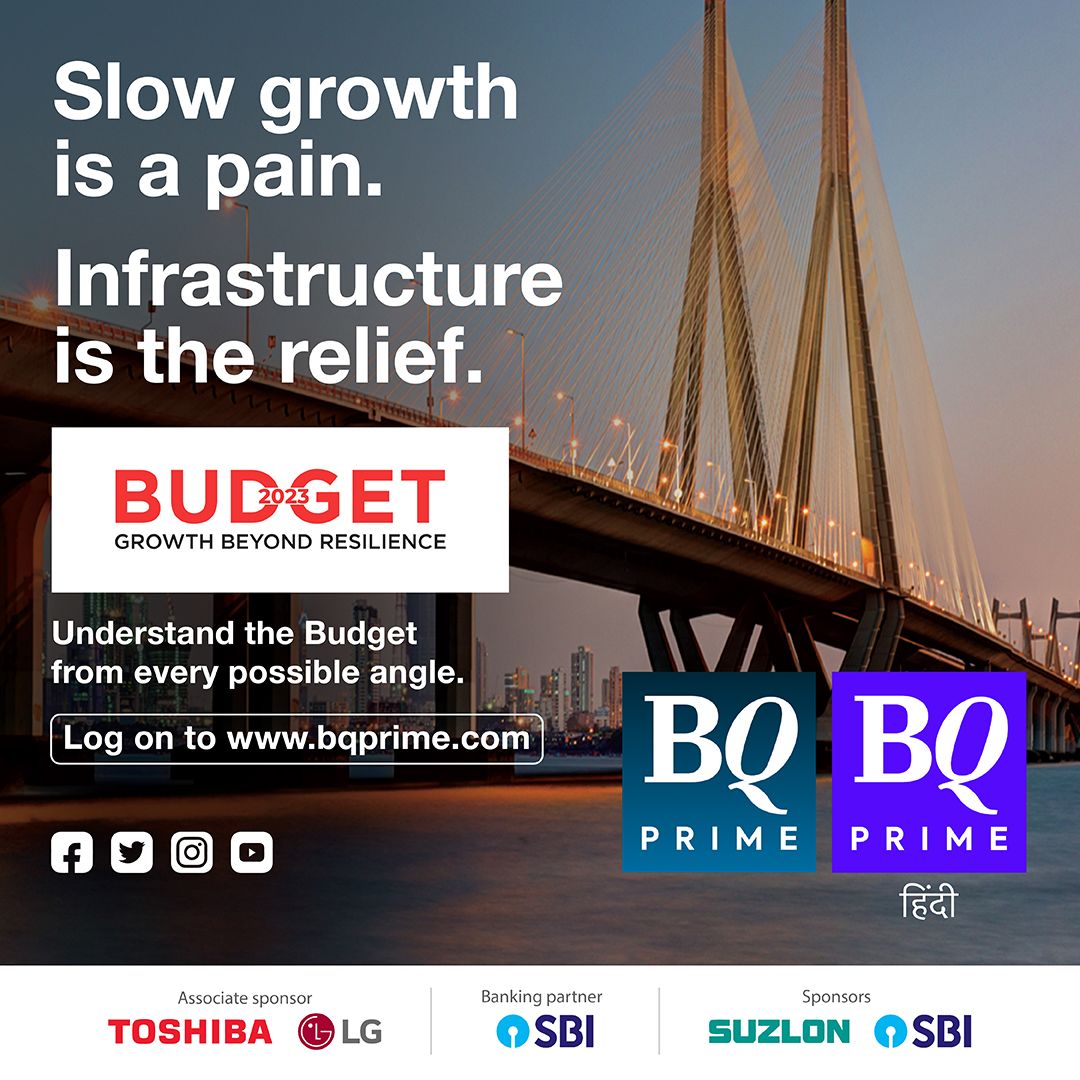 Slow growth
is a pain.
Infrastructure
is the relief.
BUDGET
2023
GROWTH BEYOND RESILIENCE
Understand the Budget
from every possible angle.
Log on to www.bqprime.com
BQ
PRIME
BQ
PRIME
हिंदी
Associate sponsor
TOSHIBA LG
Banking partner
SBI
Sponsors
SUZLON SBI